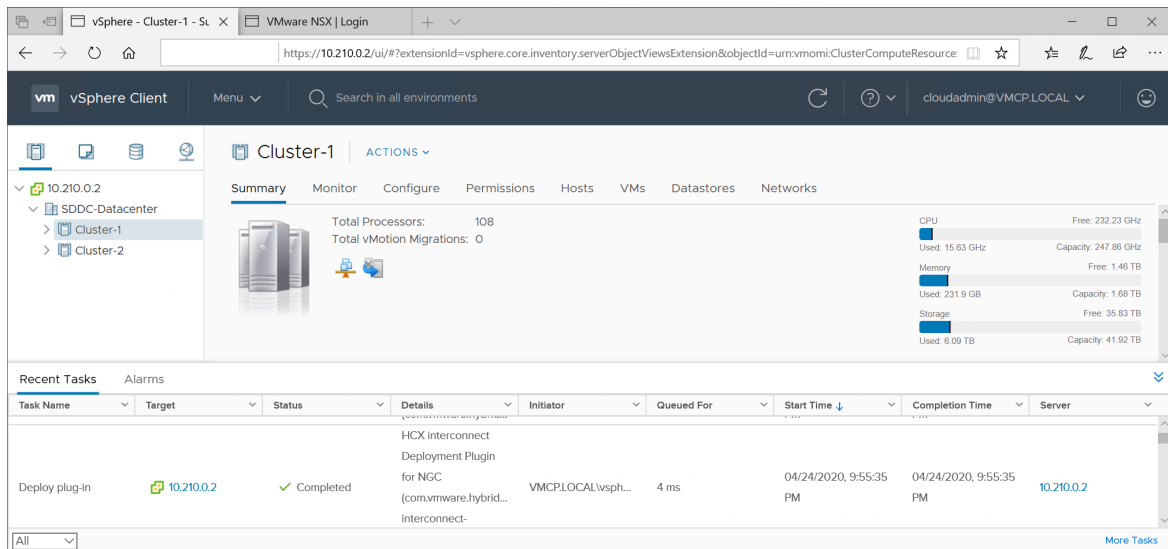 vSphere - Cluster-1 - Su
VMware NSX | Login
https://10.210.0.2/ui/#?extensionId=vsphere.core.inventory.serverObjectViewsExtension&objectId=urn:vmomi:ClusterComputeResource:
vm vSphere Client Menu Search in all environments cloudadmin@VMCP.LOCAL
Cluster-1 ACTIONS
10.210.0.2
SDDC-Datacenter
Cluster-1
Cluster-2
Summary Monitor Configure Permissions Hosts VMs Datastores Networks
Total Processors: 108
Total vMotion Migrations: 0
CPU Free: 232.23 GHz
Used: 15.63 GHz Capacity: 247.86 GHz
Memory Free: 1.46 TB
Used: 231.9 GB Capacity: 1.68 TB
Storage Free: 35.83 TB
Used: 6.09 TB Capacity: 41.92 TB
Recent Tasks Alarms
Task Name Target Status Details Initiator Queued For Start Time Completion Time Server
HCX interconnect
Deployment Plugin
for NGC
(com.vmware.hybrid...
interconnect-
Deploy plug-in 10.210.0.2 Completed VMCP.LOCAL\vsph... 4 ms 04/24/2020, 9:55:35 PM 04/24/2020, 9:55:35 PM 10.210.0.2
All More Tasks